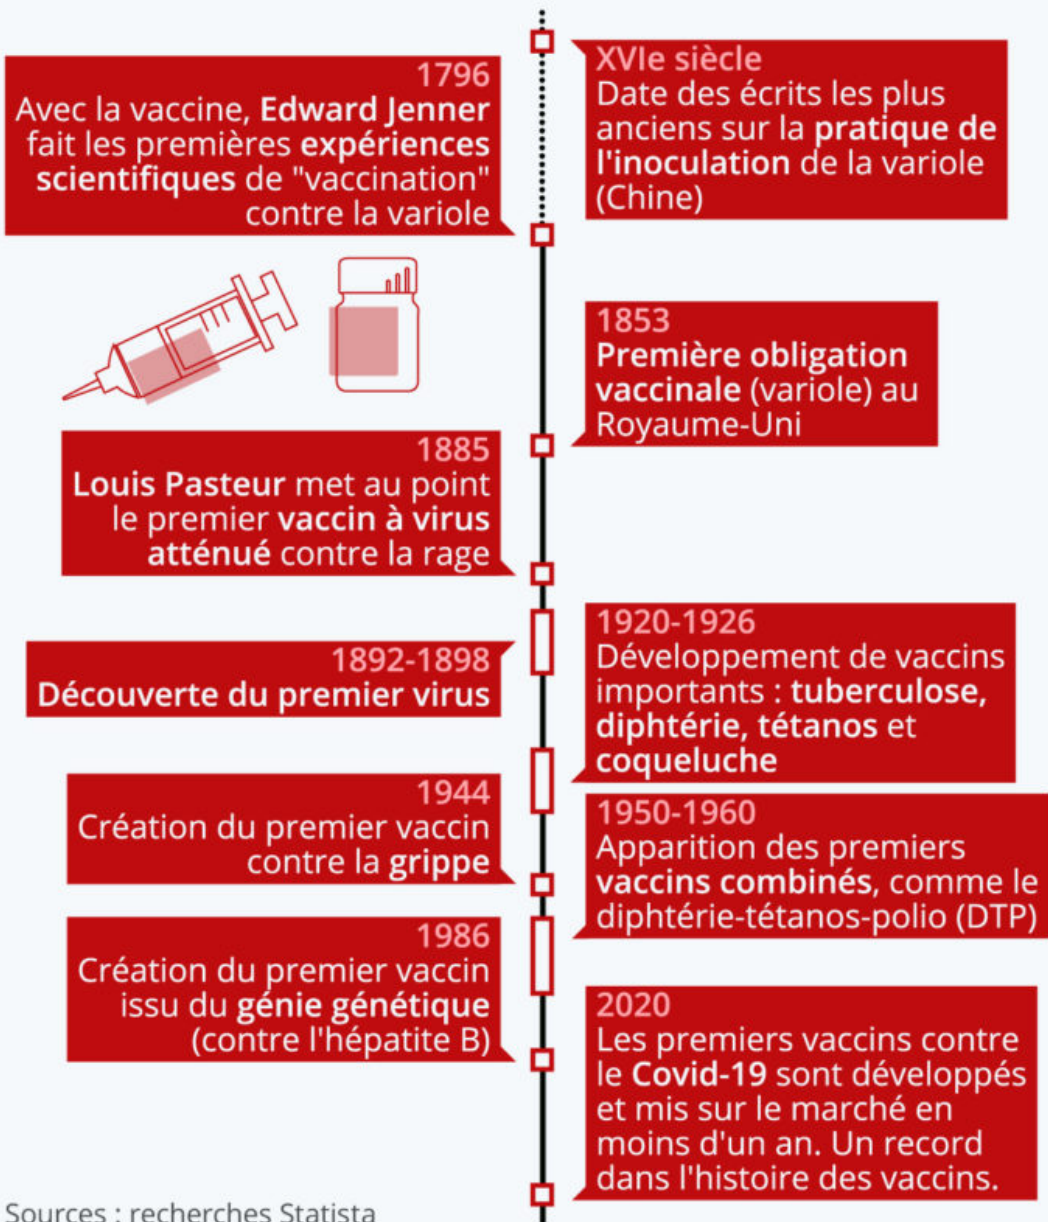 XVIe siècle
Date des écrits les plus
anciens sur la pratique de
l'inoculation de la variole
(Chine)
1796
Avec la vaccine, Edward Jenner
fait les premières expériences
scientifiques de "vaccination"
contre la variole
1853
Première obligation
vaccinale (variole) au
Royaume-Uni
1885
Louis Pasteur met au point
le premier vaccin à virus
atténué contre la rage
1892-1898
Découverte du premier virus
1920-1926
Développement de vaccins
importants : tuberculose,
diphtérie, tétanos et
coqueluche
1944
Création du premier vaccin
contre la grippe
1950-1960
Apparition des premiers
vaccins combinés, comme le
diphtérie-tétanos-polio (DTP)
1986
Création du premier vaccin
issu du génie génétique
(contre l'hépatite B)
2020
Les premiers vaccins contre
le Covid-19 sont développés
et mis sur le marché en
moins d'un an. Un record
dans l'histoire des vaccins.
Sources : recherches Statista